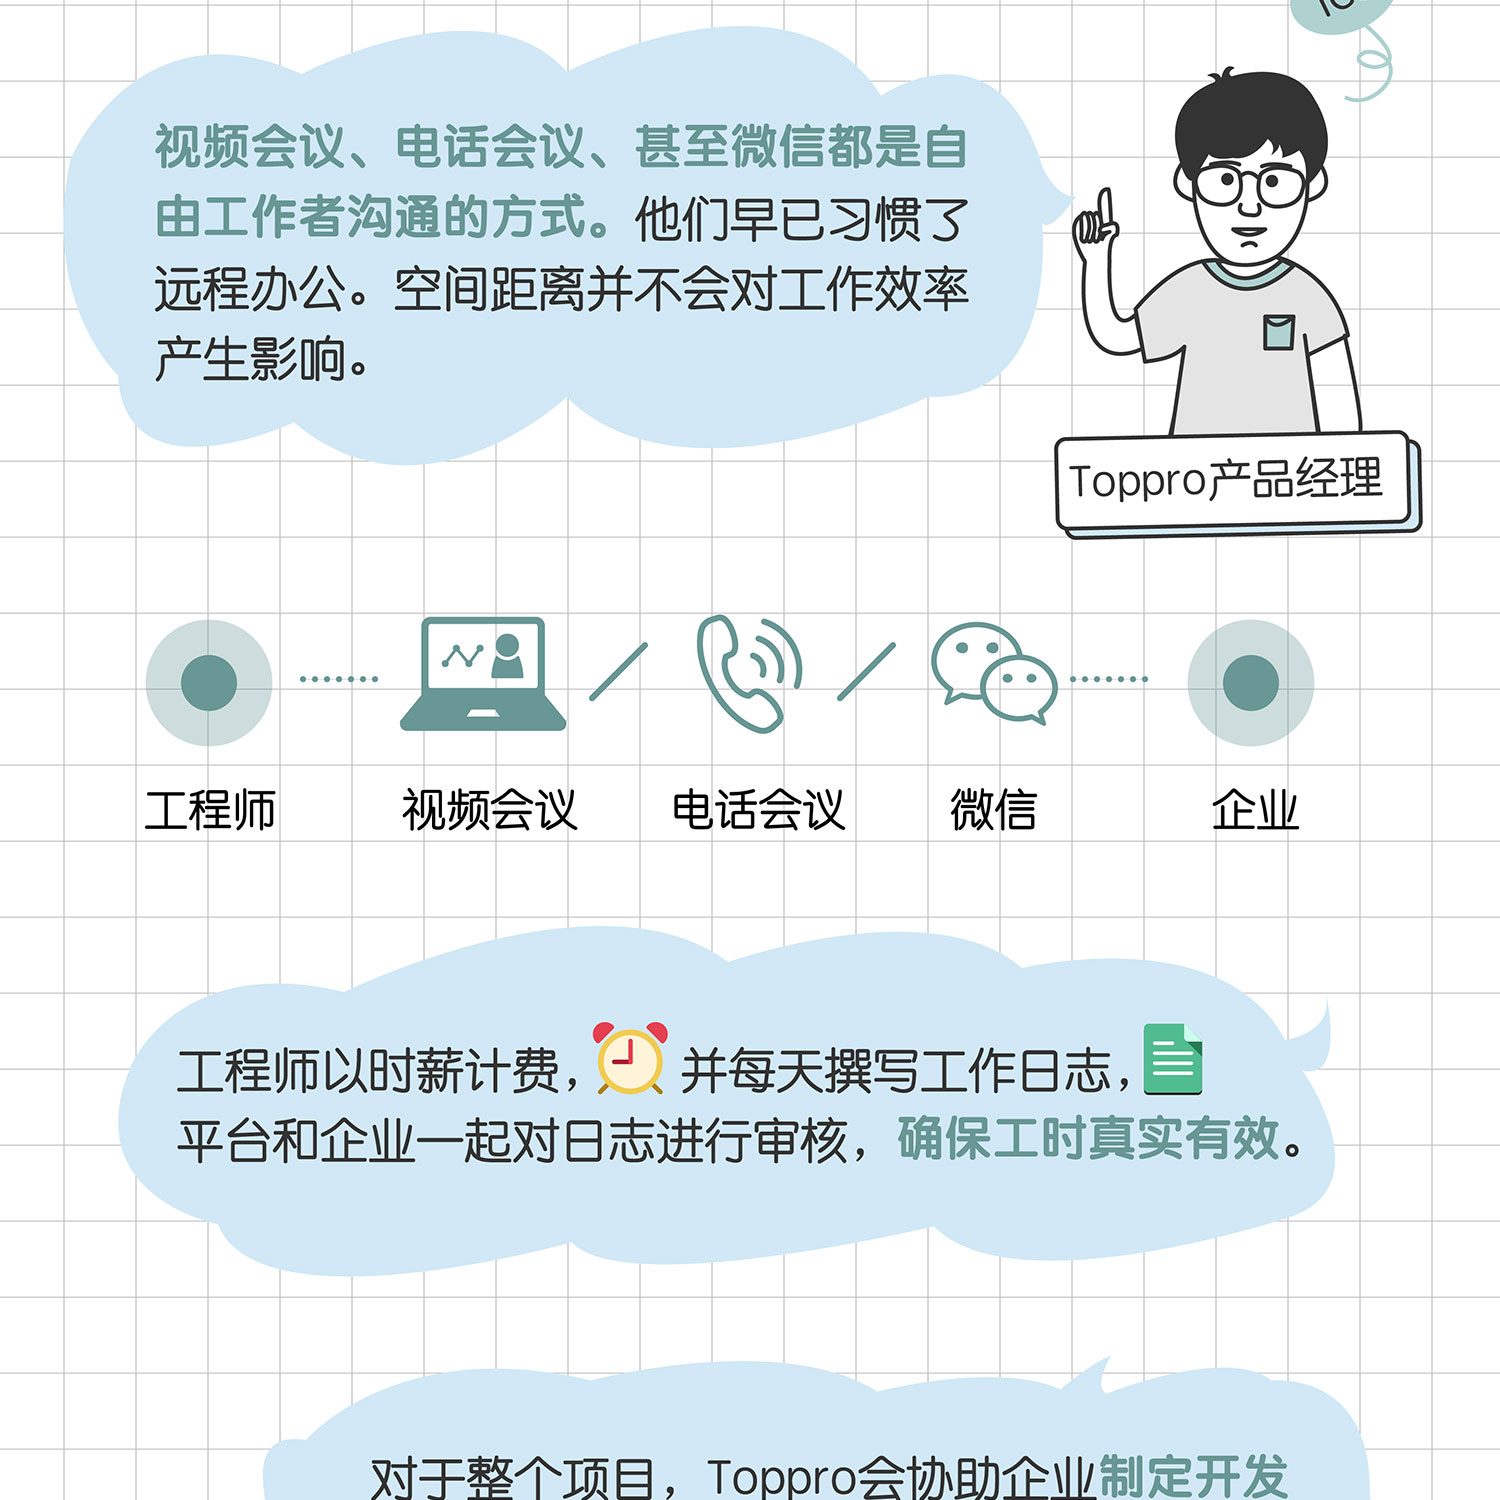 视频会议、电话会议、甚至微信都是自
由工作者沟通的方式。他们早已习惯了
远程办公。空间距离并不会对工作效率
产生影响。
Toppro产品经理
工程师
视频会议
电话会议
微信
企业
工程师以时薪计费，并每天撰写工作日志，
平台和企业一起对日志进行审核，确保工时真实有效。
对于整个项目，Toppro会协助企业制定开发